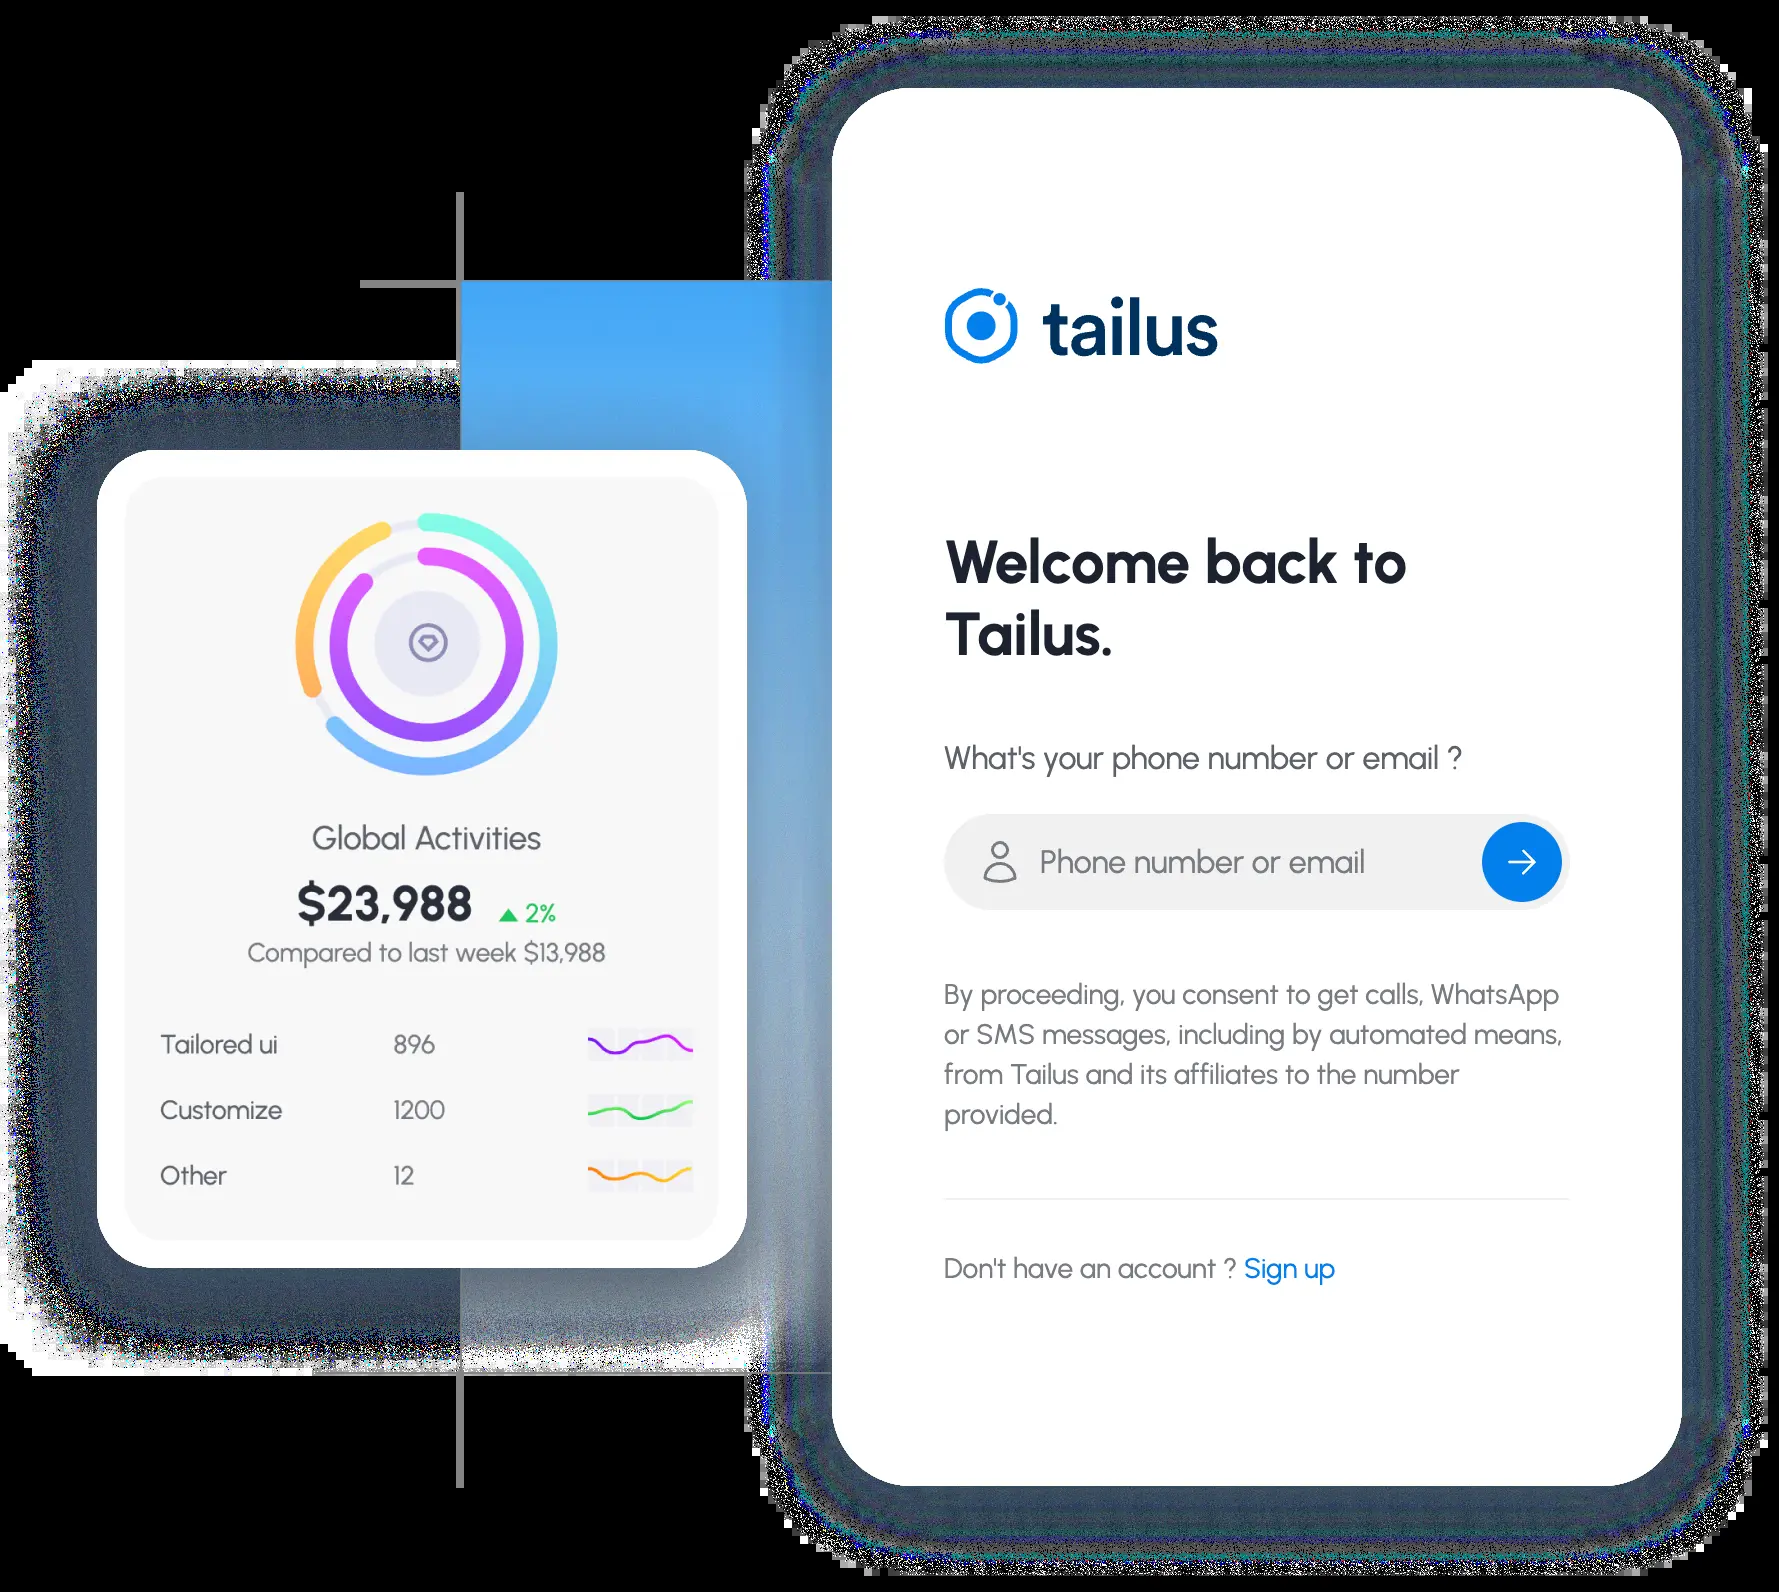 tailus
Welcome back to
Tailus.
What's your phone number or email ?
Phone number or email
By proceeding, you consent to get calls, WhatsApp
or SMS messages, including by automated means,
from Tailus and its affiliates to the number
provided.
Don't have an account ? Sign up
Global Activities
$23,988 ▲ 2%
Compared to last week $13,988
Tailored ui 896
Customize 1200
Other 12